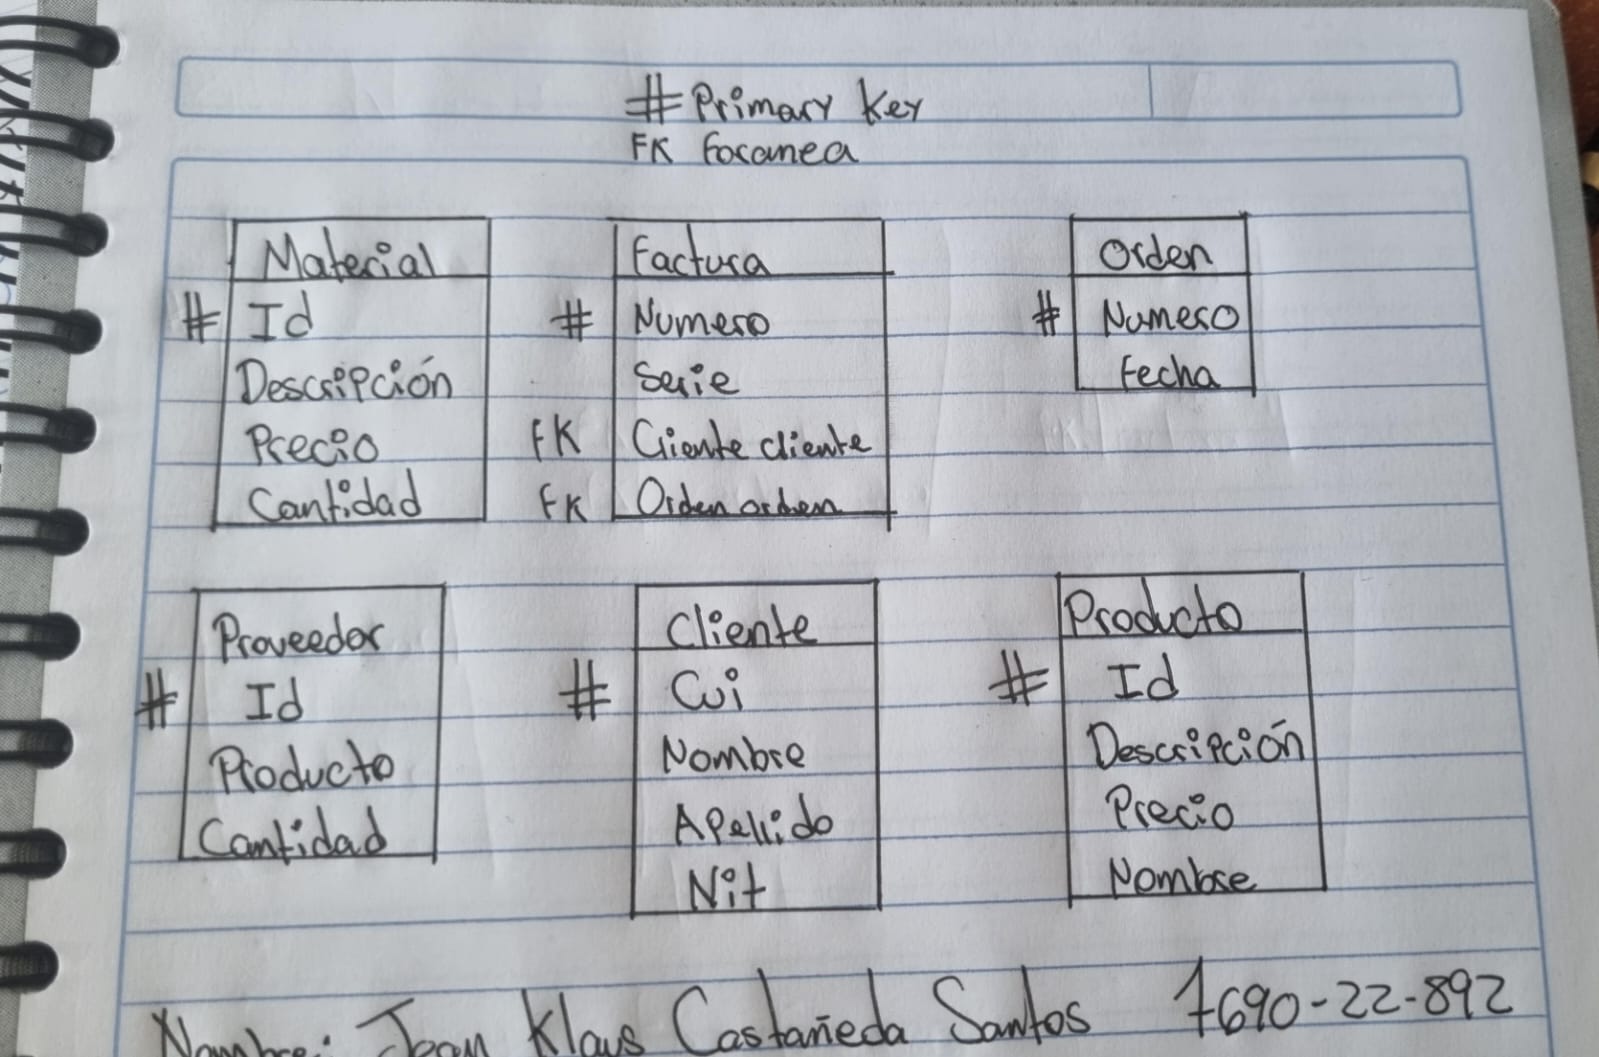 # Primary Key
FK Focanea
Material
# Id
Descripción
Precio
Cantidad
Factura
# Numero
Serie
FK Cliente cliente
FK Orden orden
Orden
# Numero
Fecha
Proveedor
# Id
Producto
Cantidad
Cliente
# Cui
Nombre
Apellido
Nit
Producto
# Id
Descripción
Precio
Nombre
Nombre: Jean Klaus Castañeda Santos 7690-22-892